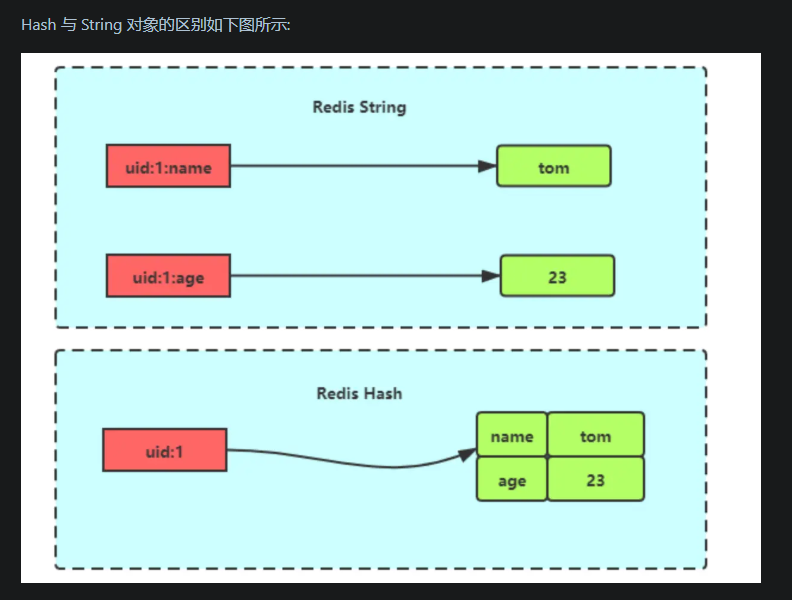 Hash 与 String 对象的区别如下图所示:
Redis String
uid:1:name
tom
uid:1:age
23
Redis Hash
uid:1
name
tom
age
23